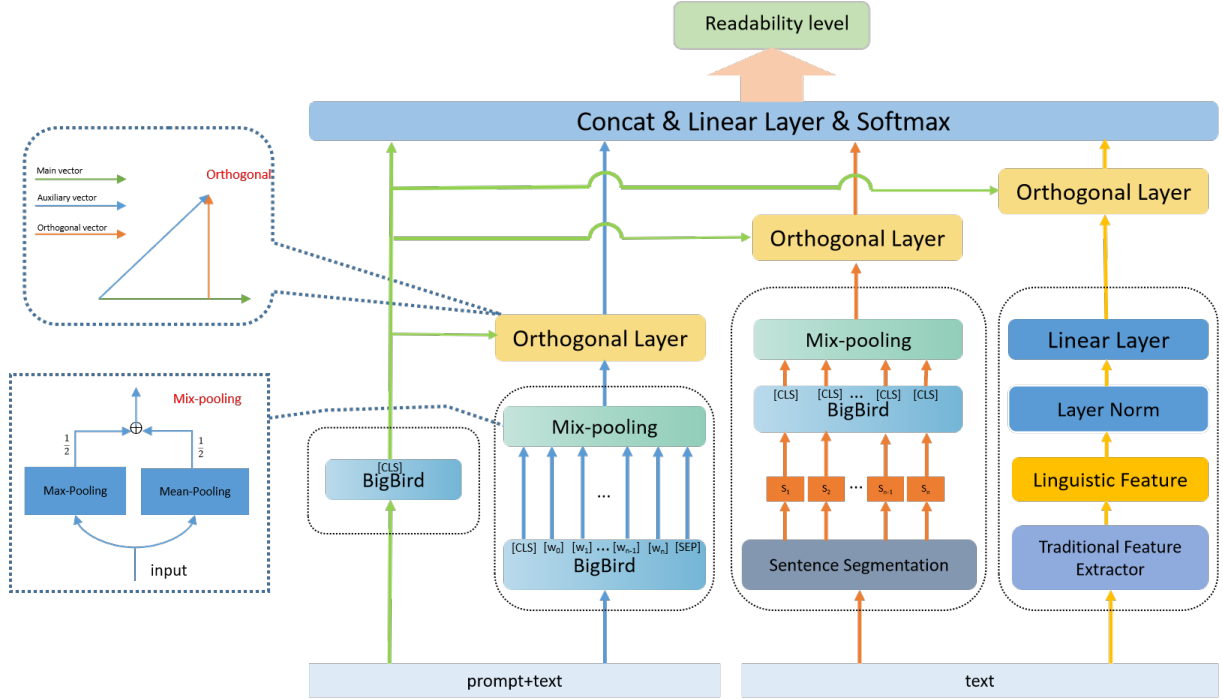 Readability level
Concat & Linear Layer & Softmax
Main vector
Orthogonal
Auxiliary vector
Orthogonal vector
Orthogonal Layer
Orthogonal Layer
Orthogonal Layer
Mix-pooling
1/2
1/2
Max-Pooling
Mean-Pooling
input
[CLS]
BigBird
Mix-pooling
...
[CLS] [w0] [w1] ... [wn-1] [wn] [SEP]
BigBird
Mix-pooling
[CLS] [CLS] ... [CLS] [CLS]
BigBird
S1 S2 ... Sn-1 Sn
Sentence Segmentation
Linear Layer
Layer Norm
Linguistic Feature
Traditional Feature
Extractor
prompt+text
text